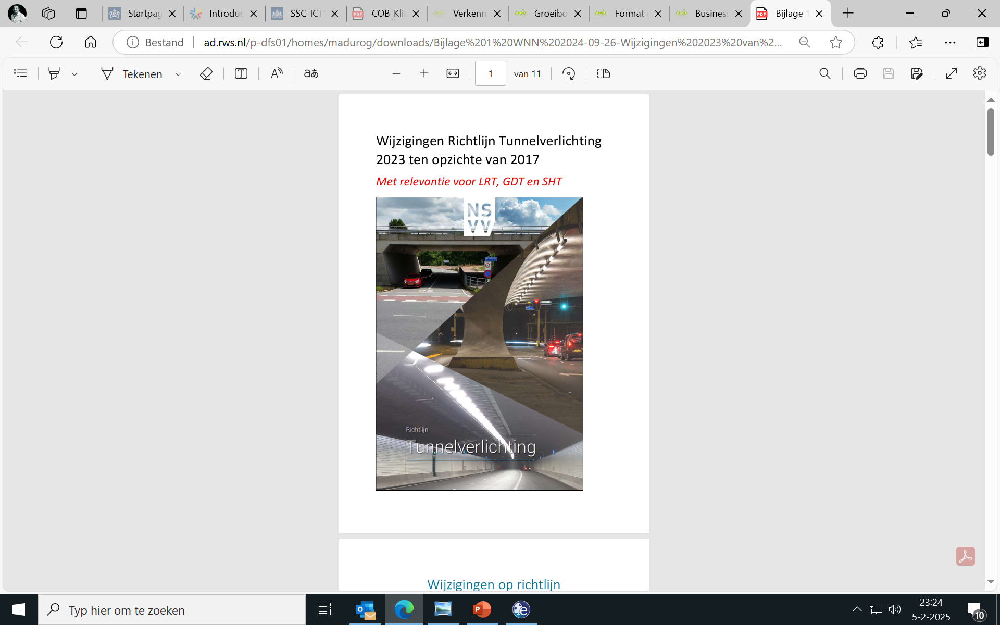 Startpag
Introduc
SSC-ICT
COB_Kli
Verkenn
Groeibo
Format
Business
Bijlage 1
Bestand
ad.rws.nl/p-dfs01/homes/madurog/downloads/Bijlage%201%20WNN%202024-09-26-Wijzigingen%202023%20van%2...
Tekenen
1
van 11
Wijzigingen Richtlijn Tunnelverlichting
2023 ten opzichte van 2017
Met relevantie voor LRT, GDT en SHT
NS
VV
Richtlijn
Tunnelverlichting
Wijzigingen op richtlijn
Typ hier om te zoeken
23:24
5-2-2025
10